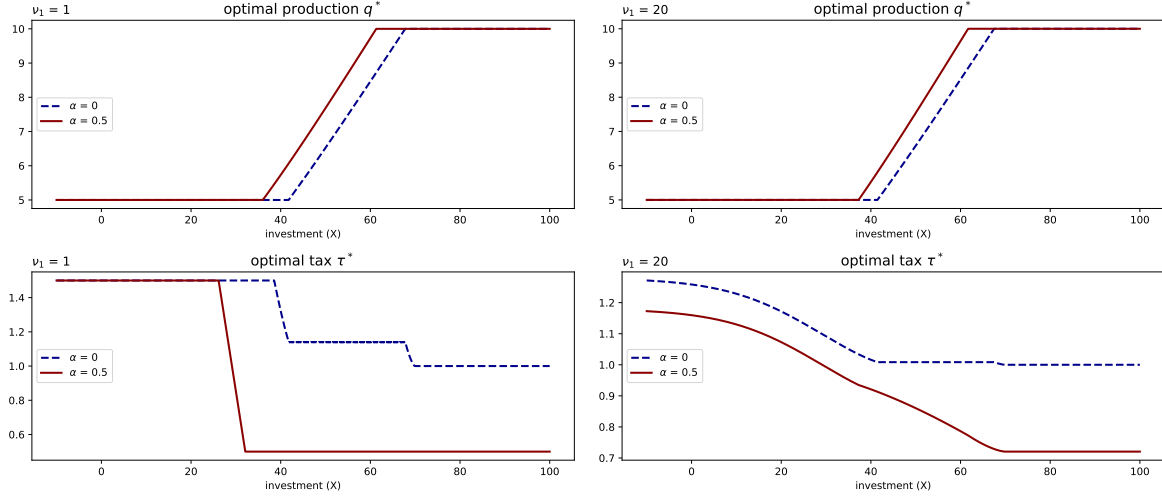 ν₁ = 1
optimal production q*
10
9
8
7
6
5
α = 0
α = 0.5
0 20 40 60 80 100
investment (X)
ν₁ = 20
optimal production q*
10
9
8
7
6
5
α = 0
α = 0.5
0 20 40 60 80 100
investment (X)
ν₁ = 1
optimal tax τ*
1.4
1.2
1.0
0.8
0.6
α = 0
α = 0.5
0 20 40 60 80 100
investment (X)
ν₁ = 20
optimal tax τ*
1.2
1.1
1.0
0.9
0.8
0.7
α = 0
α = 0.5
0 20 40 60 80 100
investment (X)